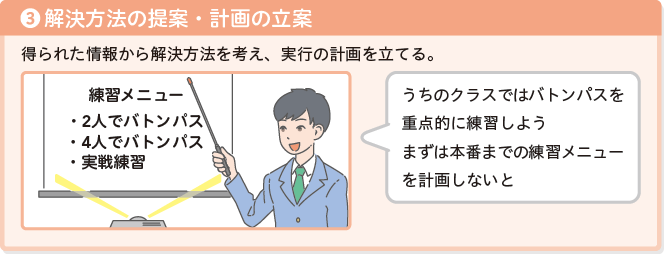 3 解決方法の提案・計画の立案
得られた情報から解決方法を考え、実行の計画を立てる。
練習メニュー
・2人でバトンパス
・4人でバトンパス
・実戦練習
うちのクラスではバトンパスを
重点的に練習しよう
まずは本番までの練習メニュー
を計画しないと